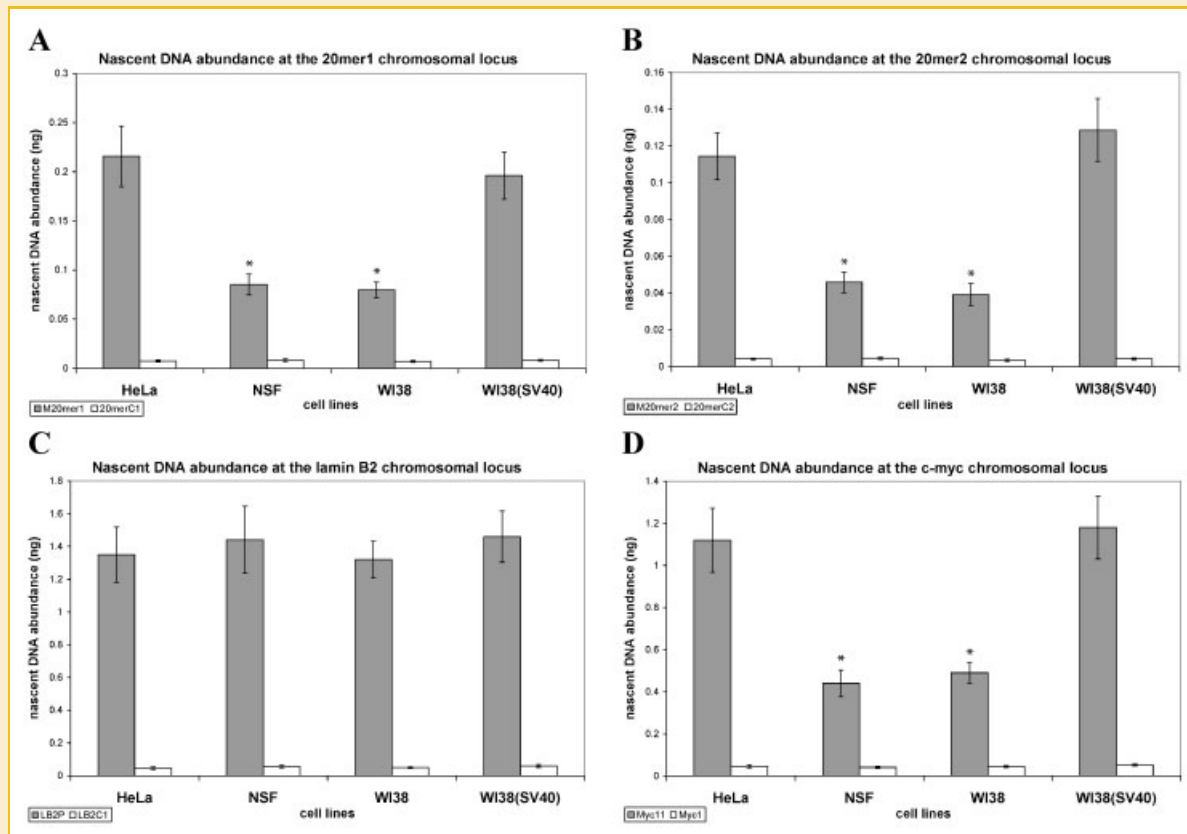 A
Nascent DNA abundance at the 20mer1 chromosomal locus
nascent DNA abundance (ng)
0.3
0.25
0.2
0.15
0.1
0.05
0
*
*
HeLa
NSF
WI38
WI38(SV40)
cell lines
M20mer1 20merC1
B
Nascent DNA abundance at the 20mer2 chromosomal locus
nascent DNA abundance (ng)
0.16
0.14
0.12
0.1
0.08
0.06
0.04
0.02
0
*
*
HeLa
NSF
WI38
WI38(SV40)
cell lines
M20mer2 20merC2
C
Nascent DNA abundance at the lamin B2 chromosomal locus
nascent DNA abundance (ng)
1.8
1.6
1.4
1.2
1
0.8
0.6
0.4
0.2
0
HeLa
NSF
WI38
WI38(SV40)
cell lines
LB2P LB2C1
D
Nascent DNA abundance at the c-myc chromosomal locus
nascent DNA abundance (ng)
1.4
1.2
1
0.8
0.6
0.4
0.2
0
*
*
HeLa
NSF
WI38
WI38(SV40)
cell lines
Myc11 Myc1